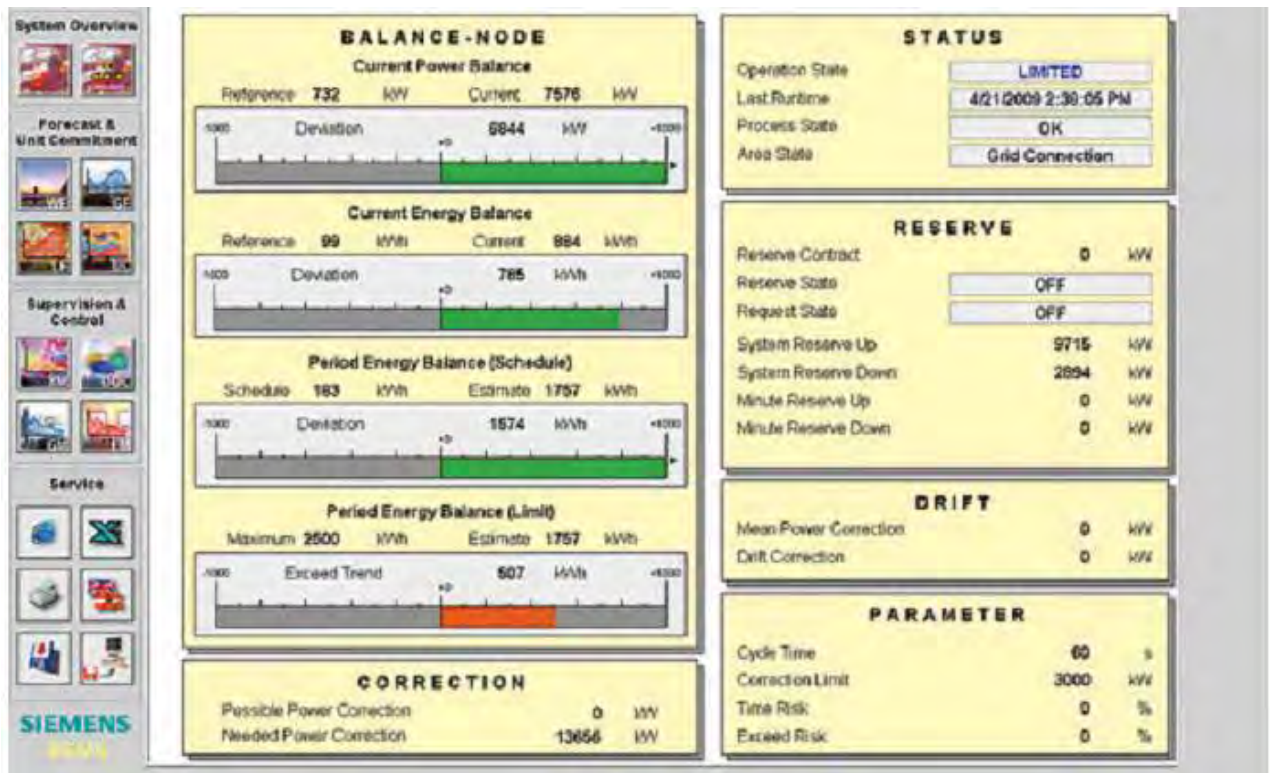 System Overview
Forecast &
Unit Commitment
Supervision &
Control
Service
SIEMENS
BALANCE-NODE
Current Power Balance
Reference 732 kW Current 7576 kW
-1000 Deviation 6844 kW +1000
+0
Current Energy Balance
Reference 99 kWh Current 884 kWh
-1000 Deviation 785 kWh +1000
+0
Period Energy Balance (Schedule)
Schedule 183 kWh Estimate 1757 kWh
-1000 Deviation 1574 kWh +1000
+0
Period Energy Balance (Limit)
Maximum 2500 kWh Estimate 1757 kWh
-1000 Exceed Trend 507 kWh +1000
+0
CORRECTION
Possible Power Correction 0 kW
Needed Power Correction 13656 kW
STATUS
Operation State LIMITED
Last Runtime 4/21/2009 2:39:05 PM
Process State OK
Area State Grid Connection
RESERVE
Reserve Contract 0 kW
Reserve State OFF
Request State OFF
System Reserve Up 9715 kW
System Reserve Down 2894 kW
Minute Reserve Up 0 kW
Minute Reserve Down 0 kW
DRIFT
Mean Power Correction 0 kW
Drift Correction 0 kW
PARAMETER
Cycle Time 60 s
Correction Limit 3000 kW
Time Risk 0 %
Exceed Risk 0 %